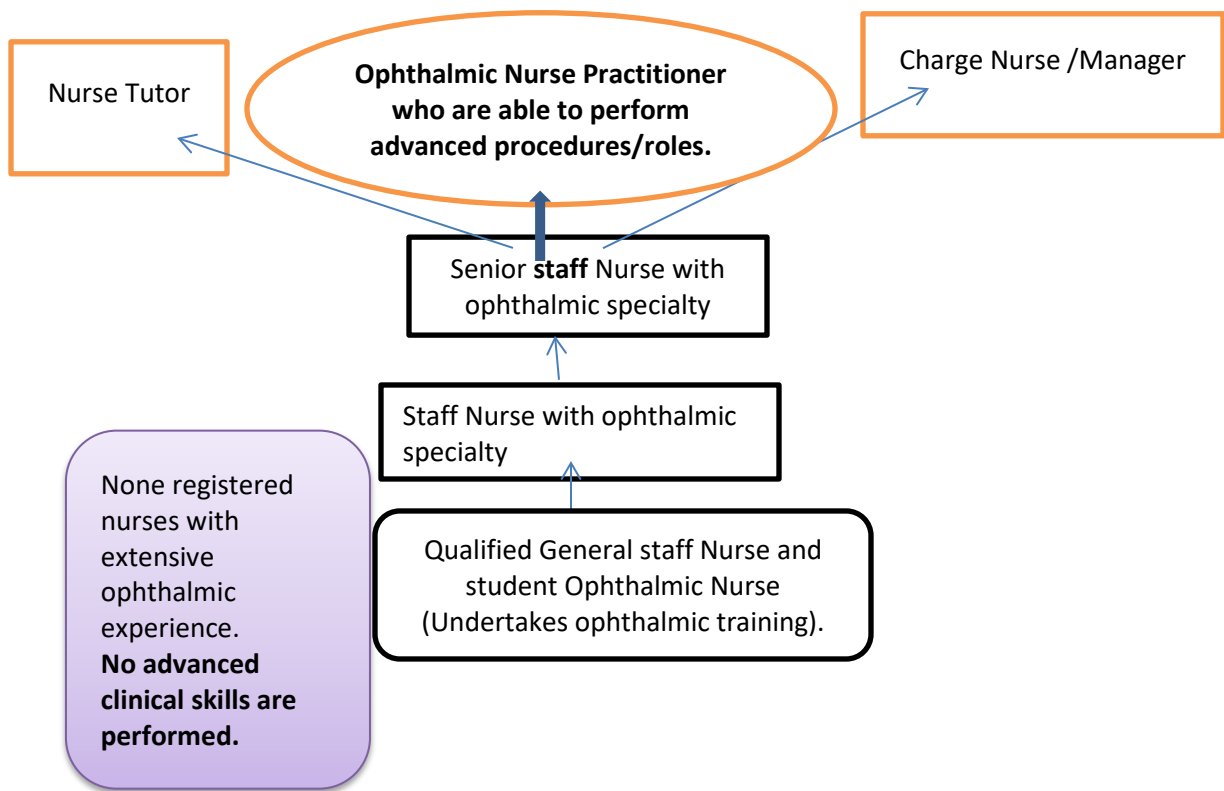 Nurse Tutor
Ophthalmic Nurse Practitioner
who are able to perform
advanced procedures/roles.
Charge Nurse /Manager
Senior staff Nurse with
ophthalmic specialty
Staff Nurse with ophthalmic
specialty
None registered
nurses with
extensive
ophthalmic
experience.
No advanced
clinical skills are
performed.
Qualified General staff Nurse and
student Ophthalmic Nurse
(Undertakes ophthalmic training).